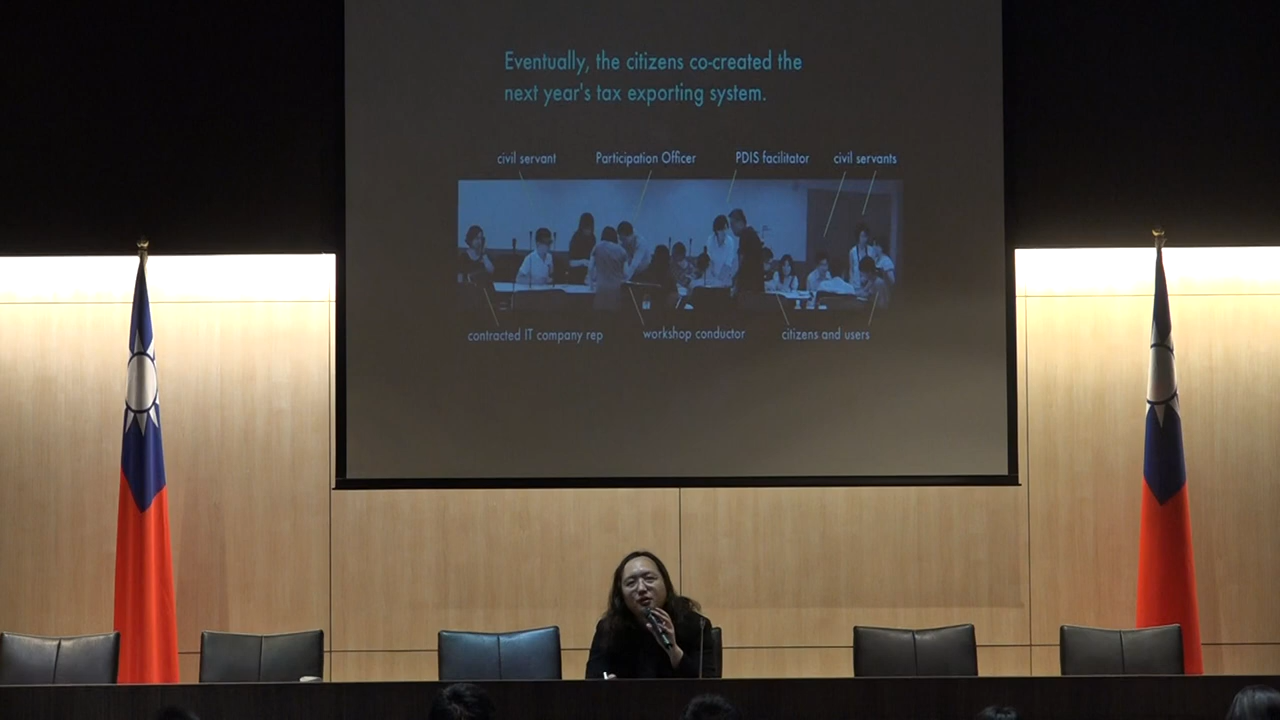 Eventually, the citizens co-created the
next year's tax exporting system.
civil servant
Participation Officer
PDIS facilitator
civil servants
contracted IT company rep
workshop conductor
citizens and users